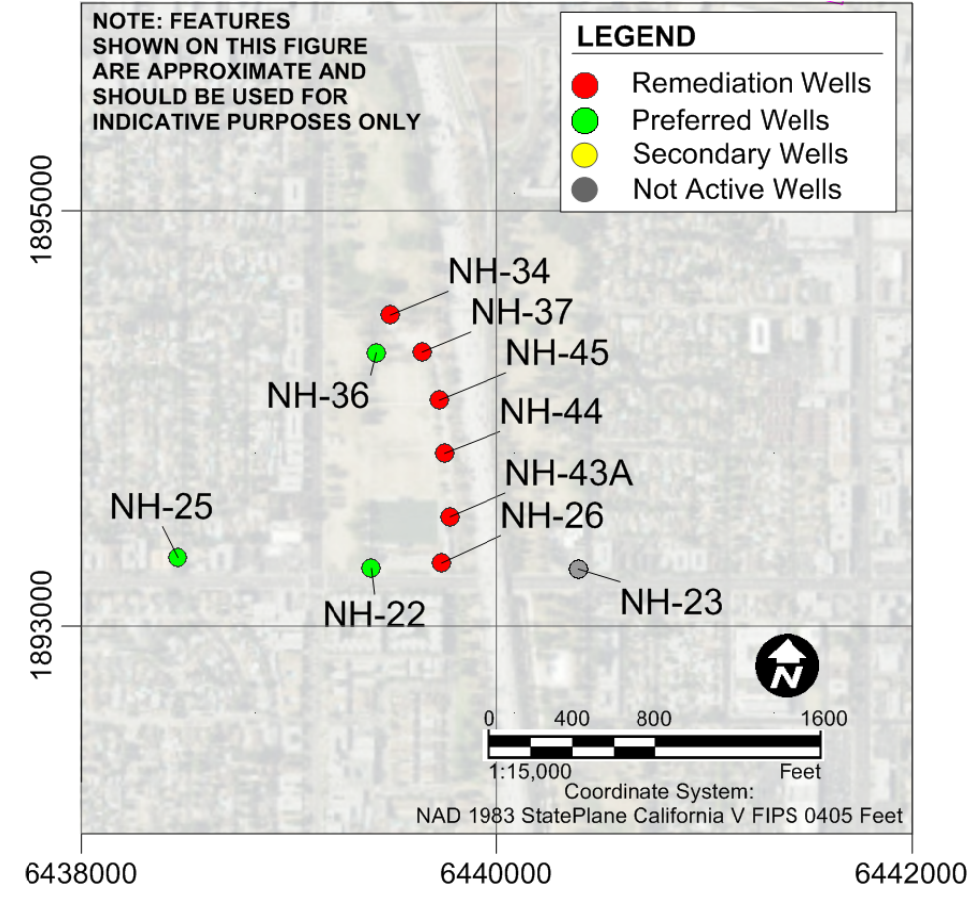 NOTE: FEATURES
SHOWN ON THIS FIGURE
ARE APPROXIMATE AND
SHOULD BE USED FOR
INDICATIVE PURPOSES ONLY
LEGEND
Remediation Wells
Preferred Wells
Secondary Wells
Not Active Wells
1895000
NH-34
NH-37
NH-45
NH-36
NH-44
NH-43A
NH-25
NH-26
NH-23
NH-22
1893000
N
0 400 800 1600
1:15,000 Feet
Coordinate System:
NAD 1983 StatePlane California V FIPS 0405 Feet
6438000 6440000 6442000